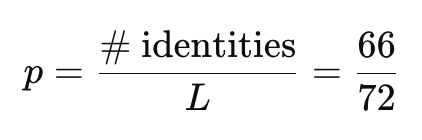 p = # identities / L = 66 / 72